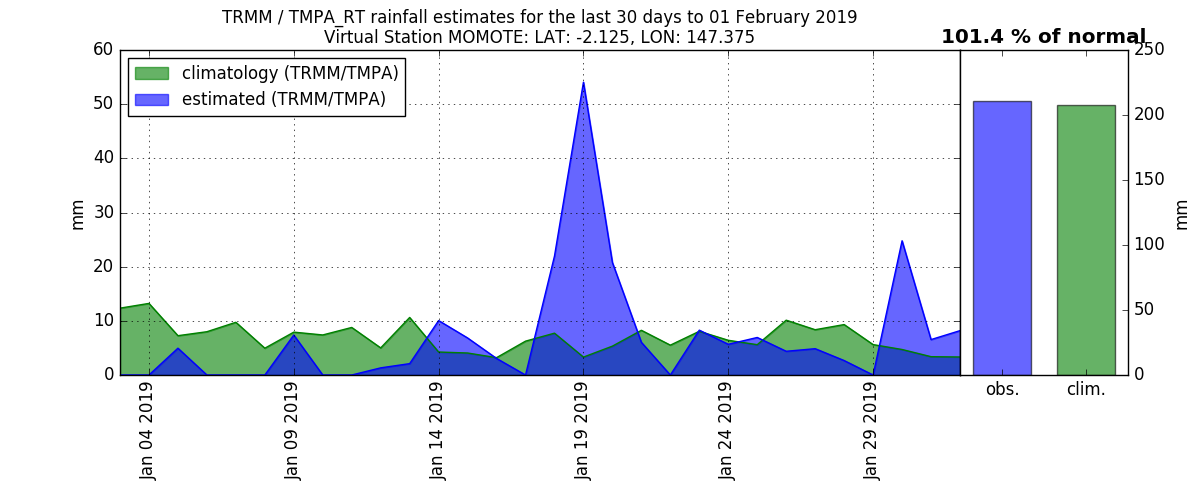 TRMM / TMPA_RT rainfall estimates for the last 30 days to 01 February 2019
Virtual Station MOMOTE: LAT: -2.125, LON: 147.375
101.4 % of normal
climatology (TRMM/TMPA)
estimated (TRMM/TMPA)
60
50
40
30
20
10
0
mm
Jan 04 2019
Jan 09 2019
Jan 14 2019
Jan 19 2019
Jan 24 2019
Jan 29 2019
250
200
150
100
50
0
mm
obs.
clim.